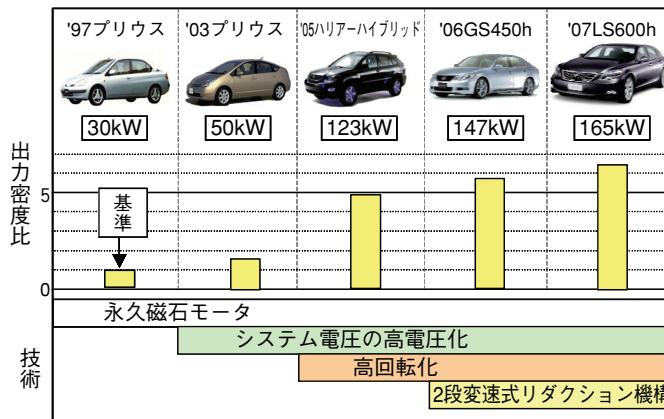 '97プリウス
'03プリウス
'05ハリアーハイブリッド
'06GS450h
'07LS600h
30kW
50kW
123kW
147kW
165kW
出力密度比
5
0
基準
技術
永久磁石モータ
システム電圧の高電圧化
高回転化
2段変速式リダクション機構